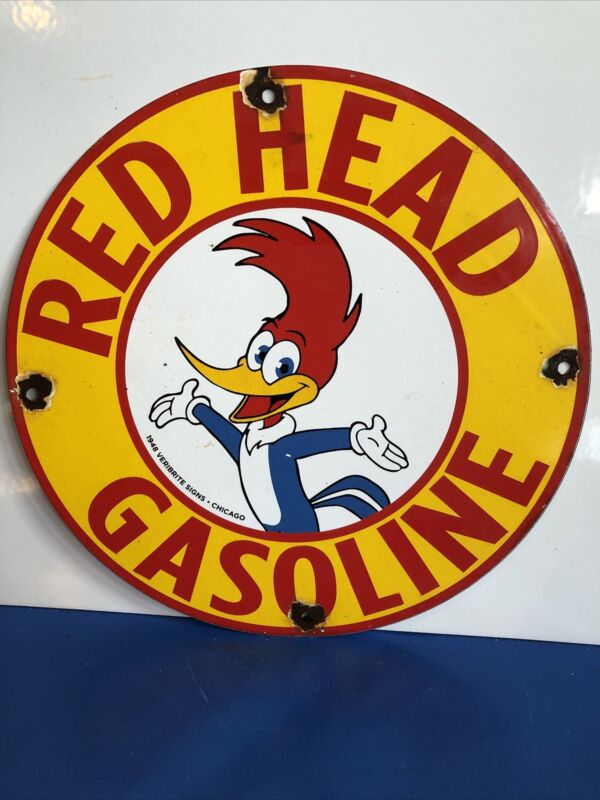 RED HEAD
GASOLINE
1948 VERIBRITE SIGNS • CHICAGO